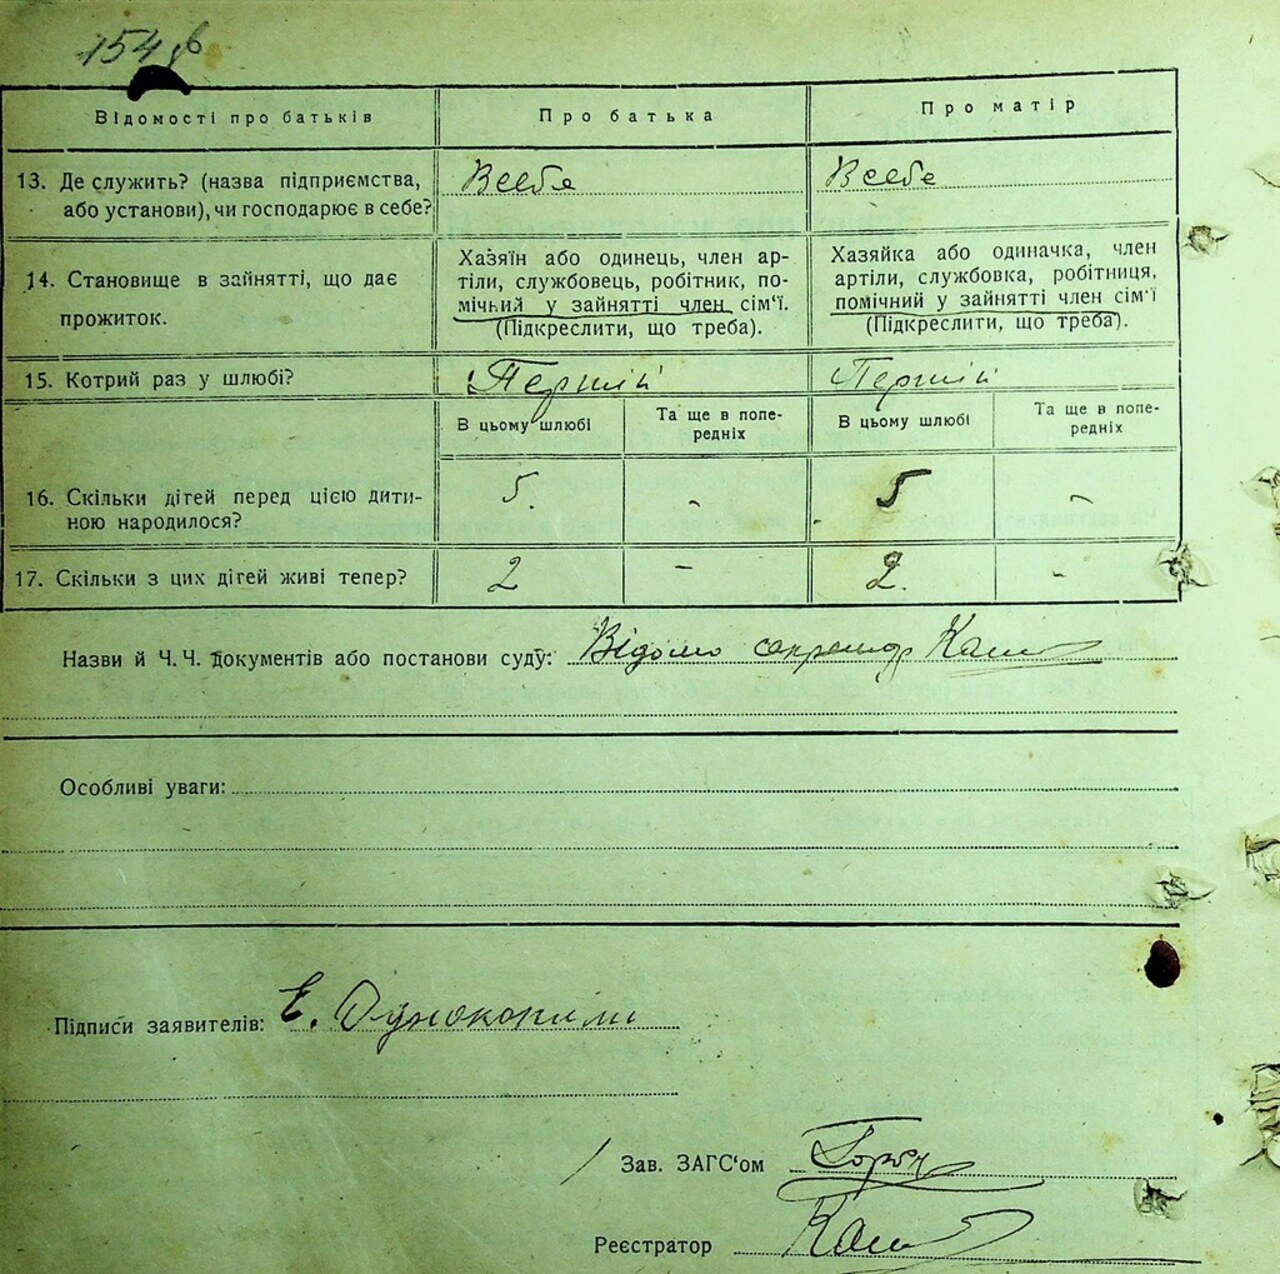 154
Відомості про батьків
Про батька
Про матір
13. Де служить? (назва підприємства,
або установи), чи господарює в себе?
Всебе
Всебе
14. Становище в зайнятті, що дає
прожиток.
Хазяїн або одинець, член ар-
тіли, службовець, робітник, по-
мічний у зайнятті член сім‘ї.
(Підкреслити, що треба).
Хазяйка або одиначка, член
артіли, службовка, робітниця,
помічний у зайнятті член сім‘ї
(Підкреслити, що треба).
15. Котрий раз у шлюбі?
Перший
Перший
В цьому шлюбі
Та ще в попе-
редніх
В цьому шлюбі
Та ще в попе-
редніх
16. Скільки дітей перед цією дити-
ною народилося?
5.
-
5
-
17. Скільки з цих дітей живі тепер?
2
-
2.
-
Назви й Ч. Ч. документів або постанови суду: Відомо секретар
Особливі уваги:
Підписи заявителів: Є.
Зав. ЗАГС‘ом
Реєстратор